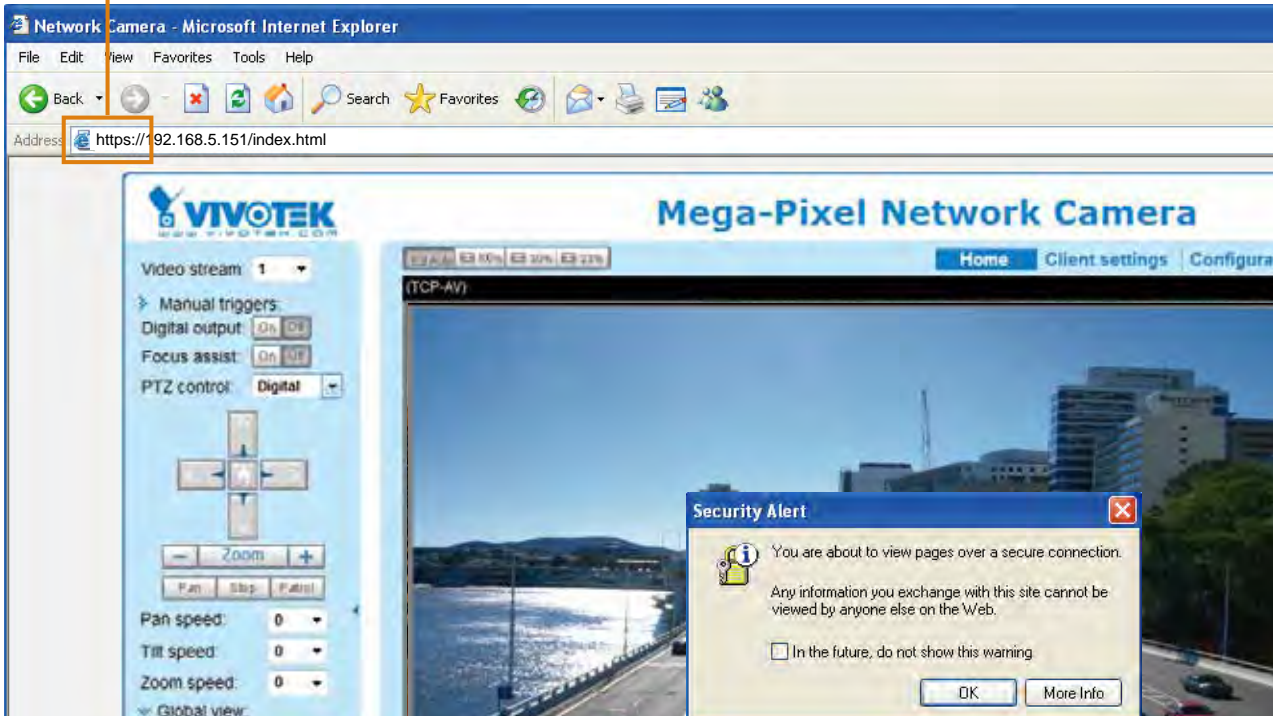 Network Camera - Microsoft Internet Explorer
File Edit View Favorites Tools Help
Back Search Favorites
Address https://192.168.5.151/index.html
VIVOTEK
www.vivotek.com
Mega-Pixel Network Camera
Video stream 1
Home Client settings Configura
(TCP-AV)
Manual triggers:
Digital output On Off
Focus assist: On Off
PTZ control: Digital
Zoom
Pan Stop Patrol
Pan speed: 0
Tilt speed: 0
Zoom speed: 0
Global view:
Security Alert
You are about to view pages over a secure connection.
Any information you exchange with this site cannot be
viewed by anyone else on the Web.
In the future, do not show this warning
OK More Info